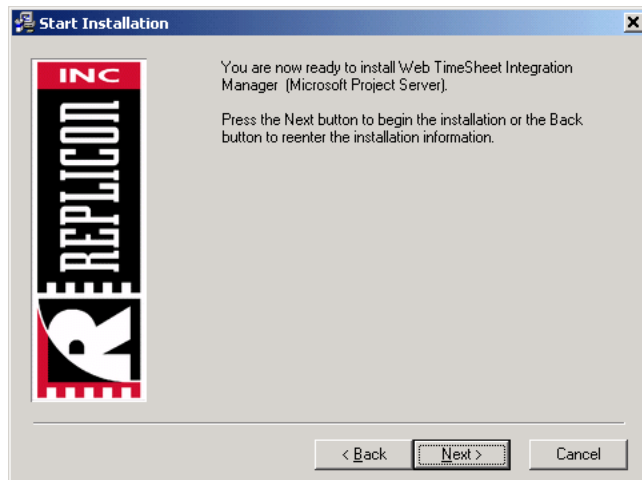 Start Installation
INC
REPLICON
R
You are now ready to install Web TimeSheet Integration
Manager (Microsoft Project Server).
Press the Next button to begin the installation or the Back
button to reenter the installation information.
< Back
Next >
Cancel